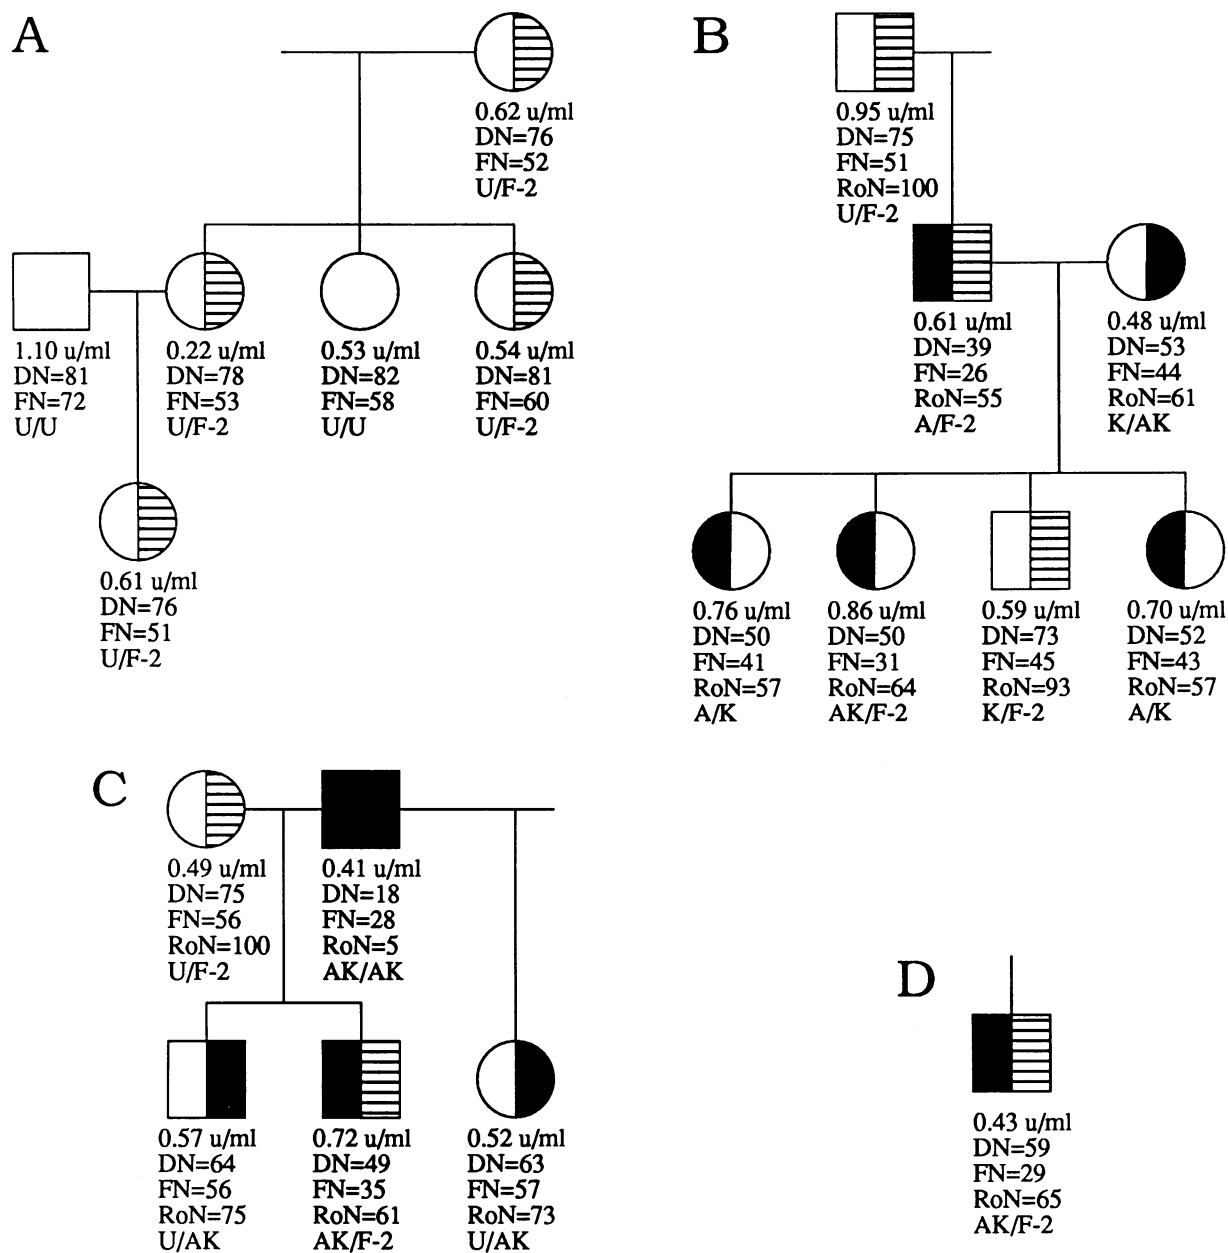 A
0.62 u/ml
DN=76
FN=52
U/F-2
1.10 u/ml
DN=81
FN=72
U/U
0.22 u/ml
DN=78
FN=53
U/F-2
0.53 u/ml
DN=82
FN=58
U/U
0.54 u/ml
DN=81
FN=60
U/F-2
0.61 u/ml
DN=76
FN=51
U/F-2
B
0.95 u/ml
DN=75
FN=51
RoN=100
U/F-2
0.61 u/ml
DN=39
FN=26
RoN=55
A/F-2
0.48 u/ml
DN=53
FN=44
RoN=61
K/AK
0.76 u/ml
DN=50
FN=41
RoN=57
A/K
0.86 u/ml
DN=50
FN=31
RoN=64
AK/F-2
0.59 u/ml
DN=73
FN=45
RoN=93
K/F-2
0.70 u/ml
DN=52
FN=43
RoN=57
A/K
C
0.49 u/ml
DN=75
FN=56
RoN=100
U/F-2
0.41 u/ml
DN=18
FN=28
RoN=5
AK/AK
0.57 u/ml
DN=64
FN=56
RoN=75
U/AK
0.72 u/ml
DN=49
FN=35
RoN=61
AK/F-2
0.52 u/ml
DN=63
FN=57
RoN=73
U/AK
D
0.43 u/ml
DN=59
FN=29
RoN=65
AK/F-2